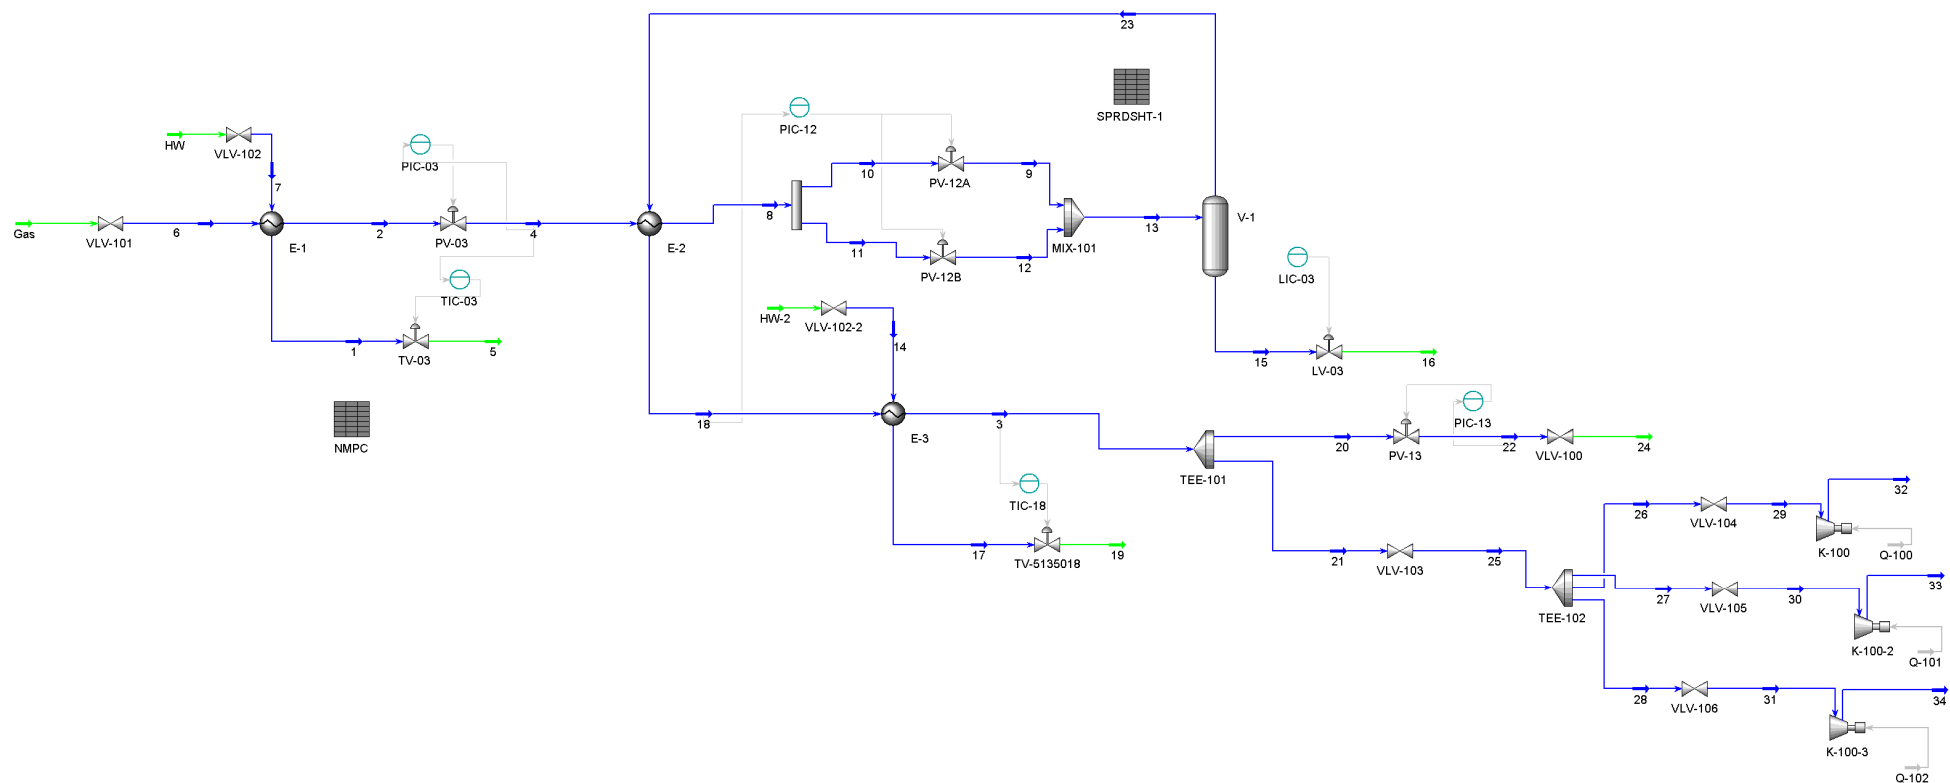 23
SPRDSHT-1
PIC-12
HW
VLV-102
PIC-03
7
10
PV-12A
9
Gas
VLV-101
6
E-1
2
PV-03
4
E-2
8
11
PV-12B
12
MIX-101
13
V-1
TIC-03
LIC-03
HW-2
VLV-102-2
14
1
TV-03
5
15
LV-03
16
NMPC
18
E-3
3
PIC-13
20
PV-13
22
VLV-100
24
TEE-101
TIC-18
17
TV-5135018
19
21
VLV-103
25
26
VLV-104
29
32
K-100
Q-100
TEE-102
27
VLV-105
30
33
K-100-2
Q-101
28
VLV-106
31
34
K-100-3
Q-102